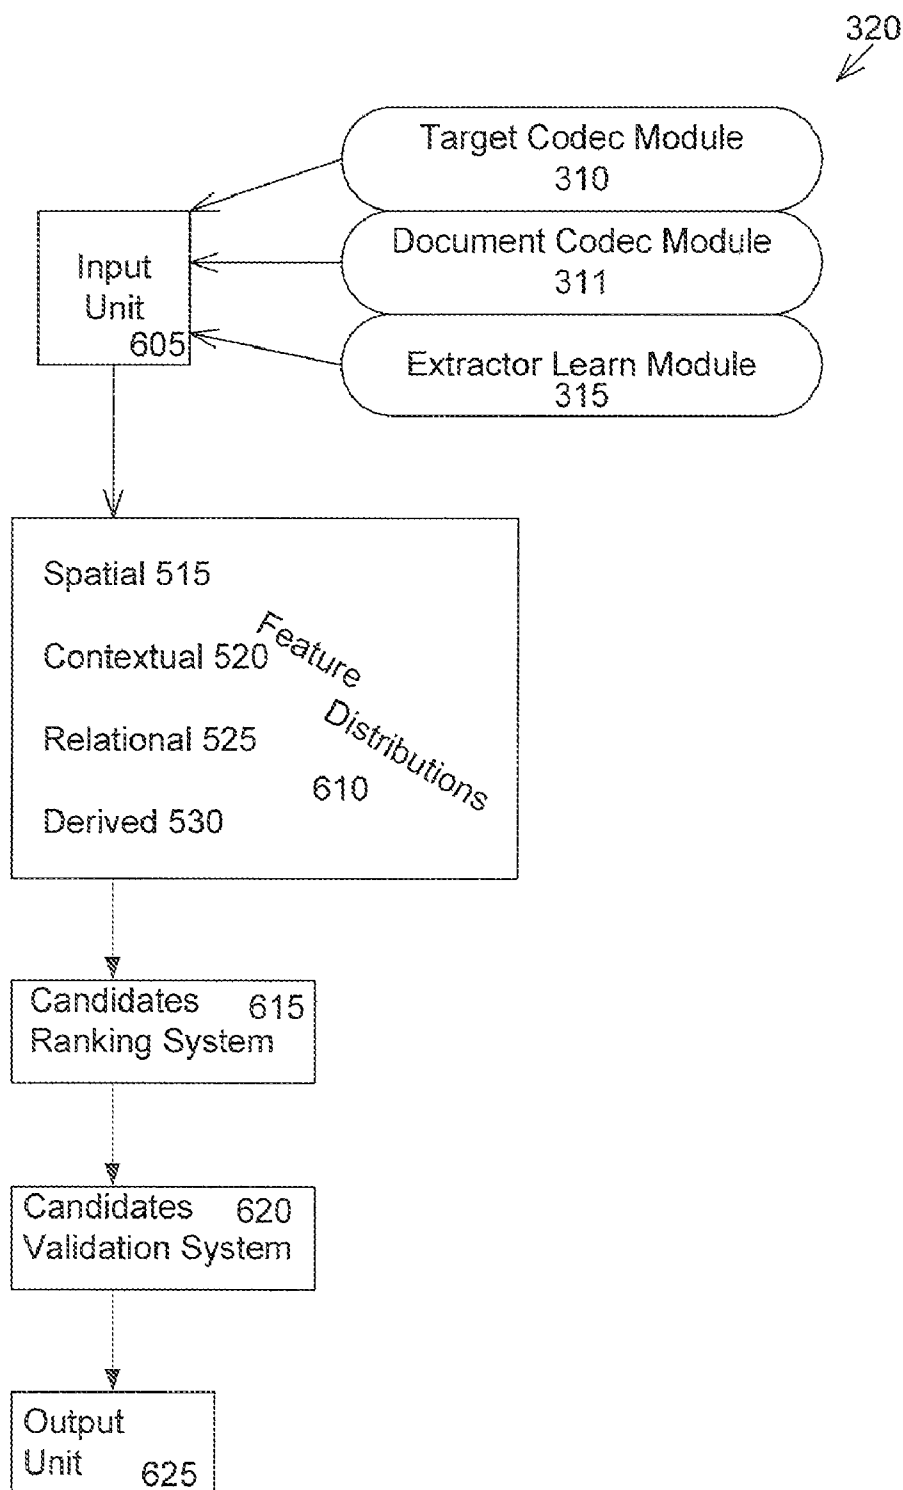 320
Target Codec Module
310
Document Codec Module
311
Extractor Learn Module
315
Input
Unit
605
Spatial 515
Contextual 520
Relational 525
Derived 530
Feature
Distributions
610
Candidates 615
Ranking System
Candidates 620
Validation System
Output
Unit
625